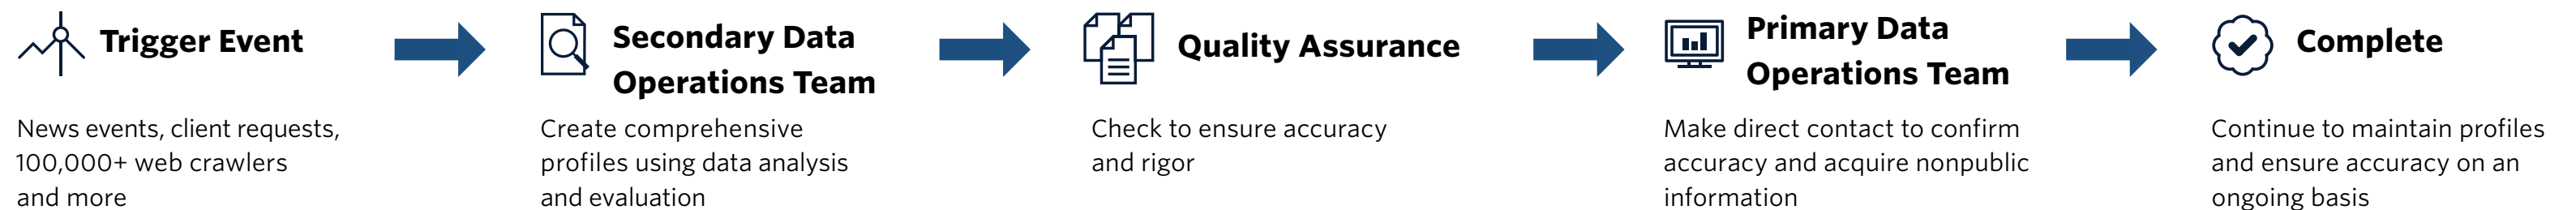 Trigger Event
News events, client requests,
100,000+ web crawlers
and more
Secondary Data
Operations Team
Create comprehensive
profiles using data analysis
and evaluation
Quality Assurance
Check to ensure accuracy
and rigor
Primary Data
Operations Team
Make direct contact to confirm
accuracy and acquire nonpublic
information
Complete
Continue to maintain profiles
and ensure accuracy on an
ongoing basis